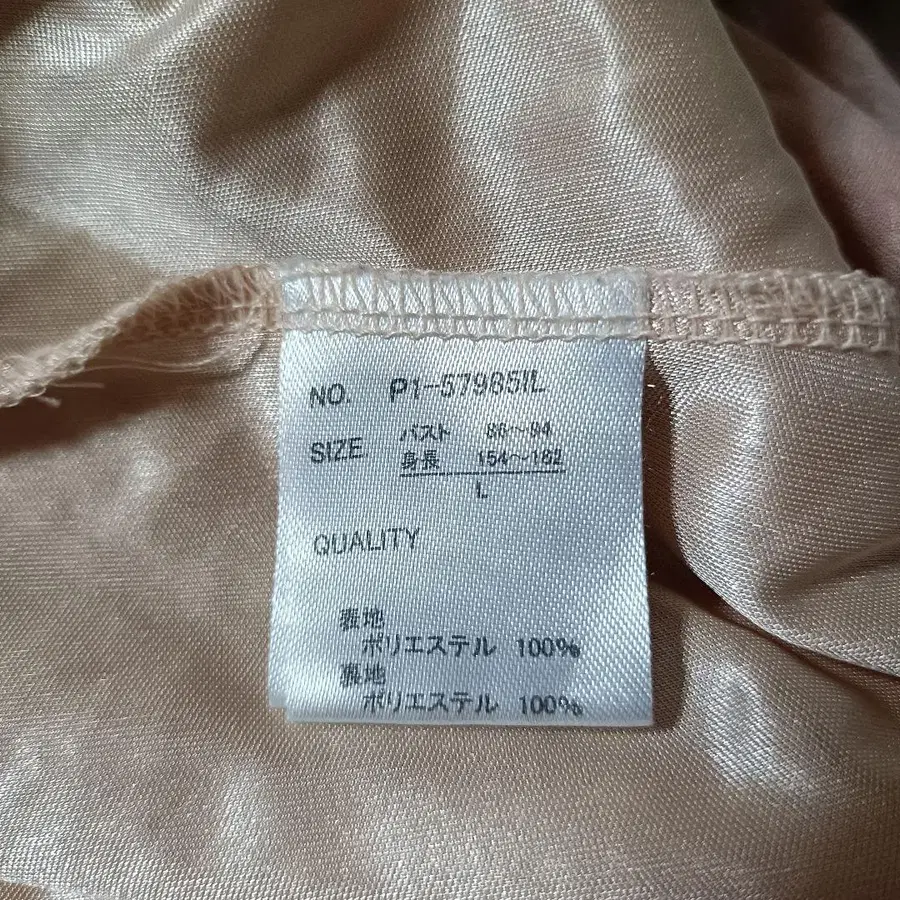 NO. P1-57985IL
SIZE バスト 86～94
身長 154～162
L
QUALITY
表地
ポリエステル 100%
裏地
ポリエステル 100%